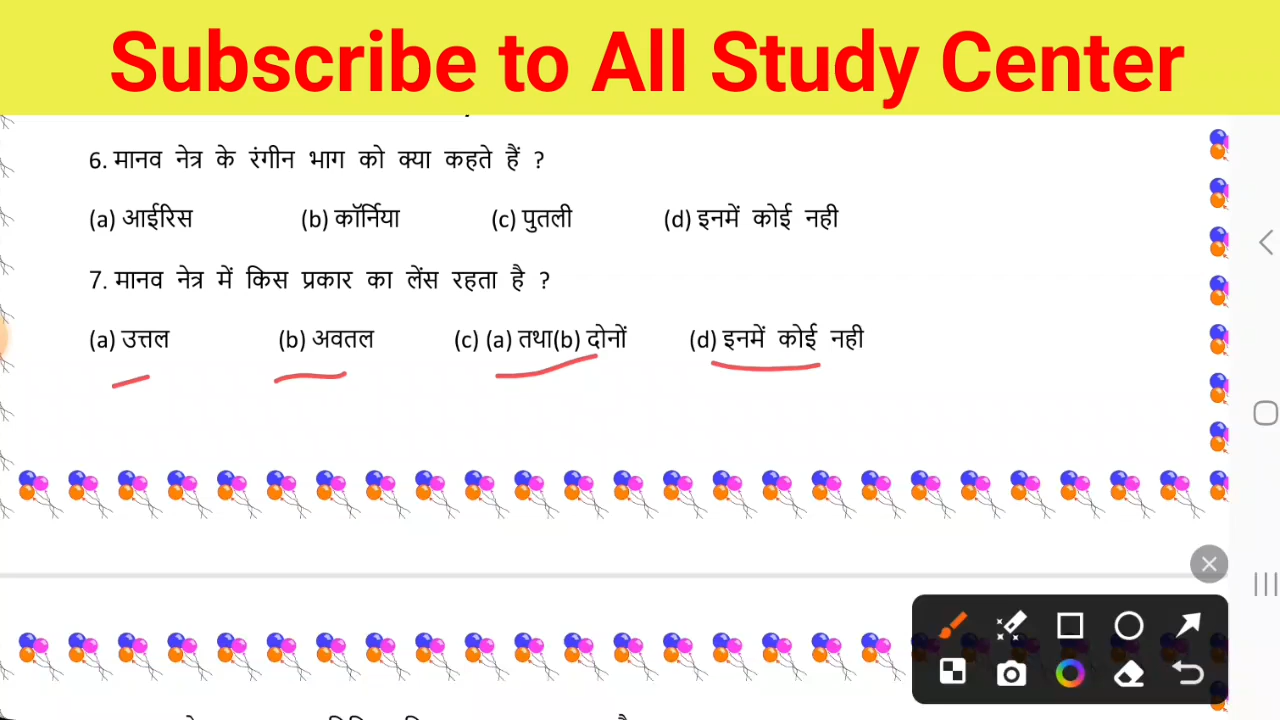 Subscribe to All Study Center
6. मानव नेत्र के रंगीन भाग को क्या कहते हैं ?
(a) आईरिस (b) कॉर्निया (c) पुतली (d) इनमें कोई नही
7. मानव नेत्र में किस प्रकार का लेंस रहता है ?
(a) उत्तल (b) अवतल (c) (a) तथा(b) दोनों (d) इनमें कोई नही